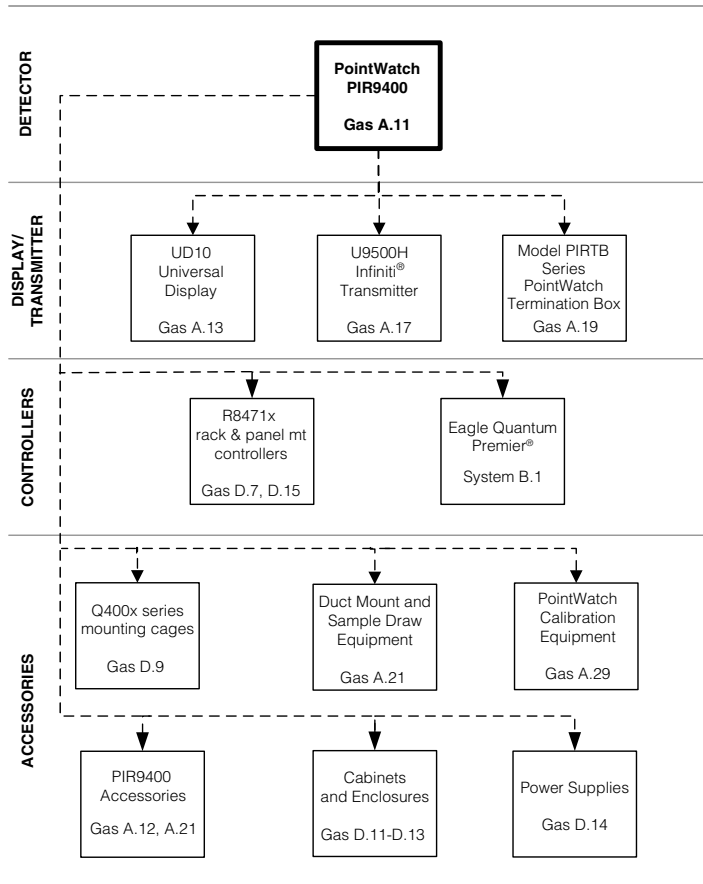 DETECTOR
PointWatch
PIR9400
Gas A.11
DISPLAY/
TRANSMITTER
UD10
Universal
Display
Gas A.13
U9500H
Infiniti®
Transmitter
Gas A.17
Model PIRTB
Series
PointWatch
Termination Box
Gas A.19
CONTROLLERS
R8471x
rack & panel mt
controllers
Gas D.7, D.15
Eagle Quantum
Premier®
System B.1
ACCESSORIES
Q400x series
mounting cages
Gas D.9
Duct Mount and
Sample Draw
Equipment
Gas A.21
PointWatch
Calibration
Equipment
Gas A.29
PIR9400
Accessories
Gas A.12, A.21
Cabinets
and Enclosures
Gas D.11-D.13
Power Supplies
Gas D.14